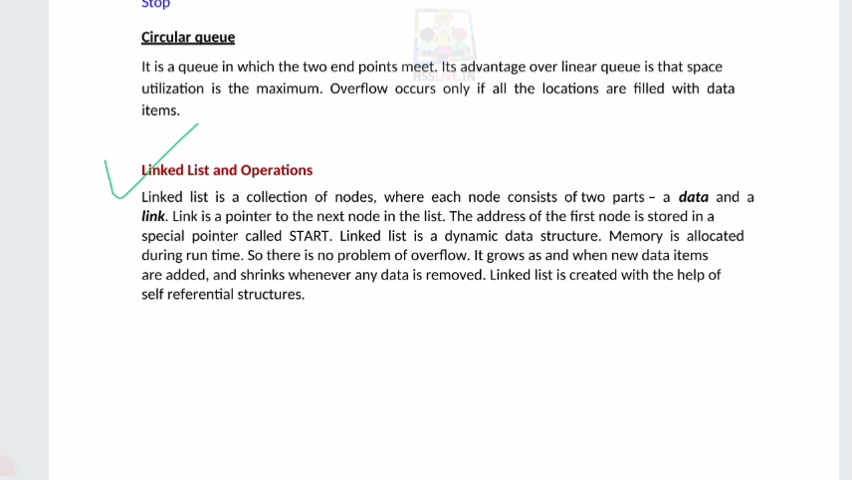 Stop
Circular queue
It is a queue in which the two end points meet. Its advantage over linear queue is that space
utilization is the maximum. Overflow occurs only if all the locations are filled with data
items.
HSSLIVE.IN
Linked List and Operations
Linked list is a collection of nodes, where each node consists of two parts – a data and a
link. Link is a pointer to the next node in the list. The address of the first node is stored in a
special pointer called START. Linked list is a dynamic data structure. Memory is allocated
during run time. So there is no problem of overflow. It grows as and when new data items
are added, and shrinks whenever any data is removed. Linked list is created with the help of
self referential structures.